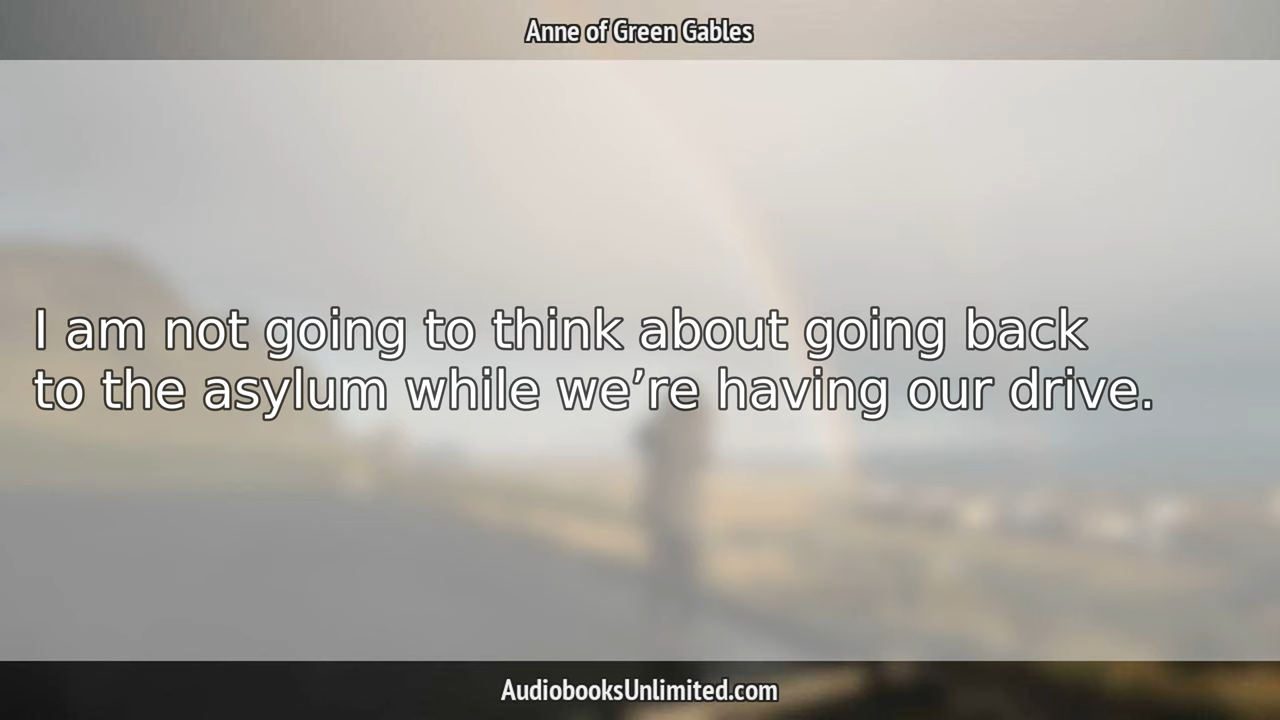 Anne of Green Gables
I am not going to think about going back
to the asylum while we’re having our drive.
AudiobooksUnlimited.com